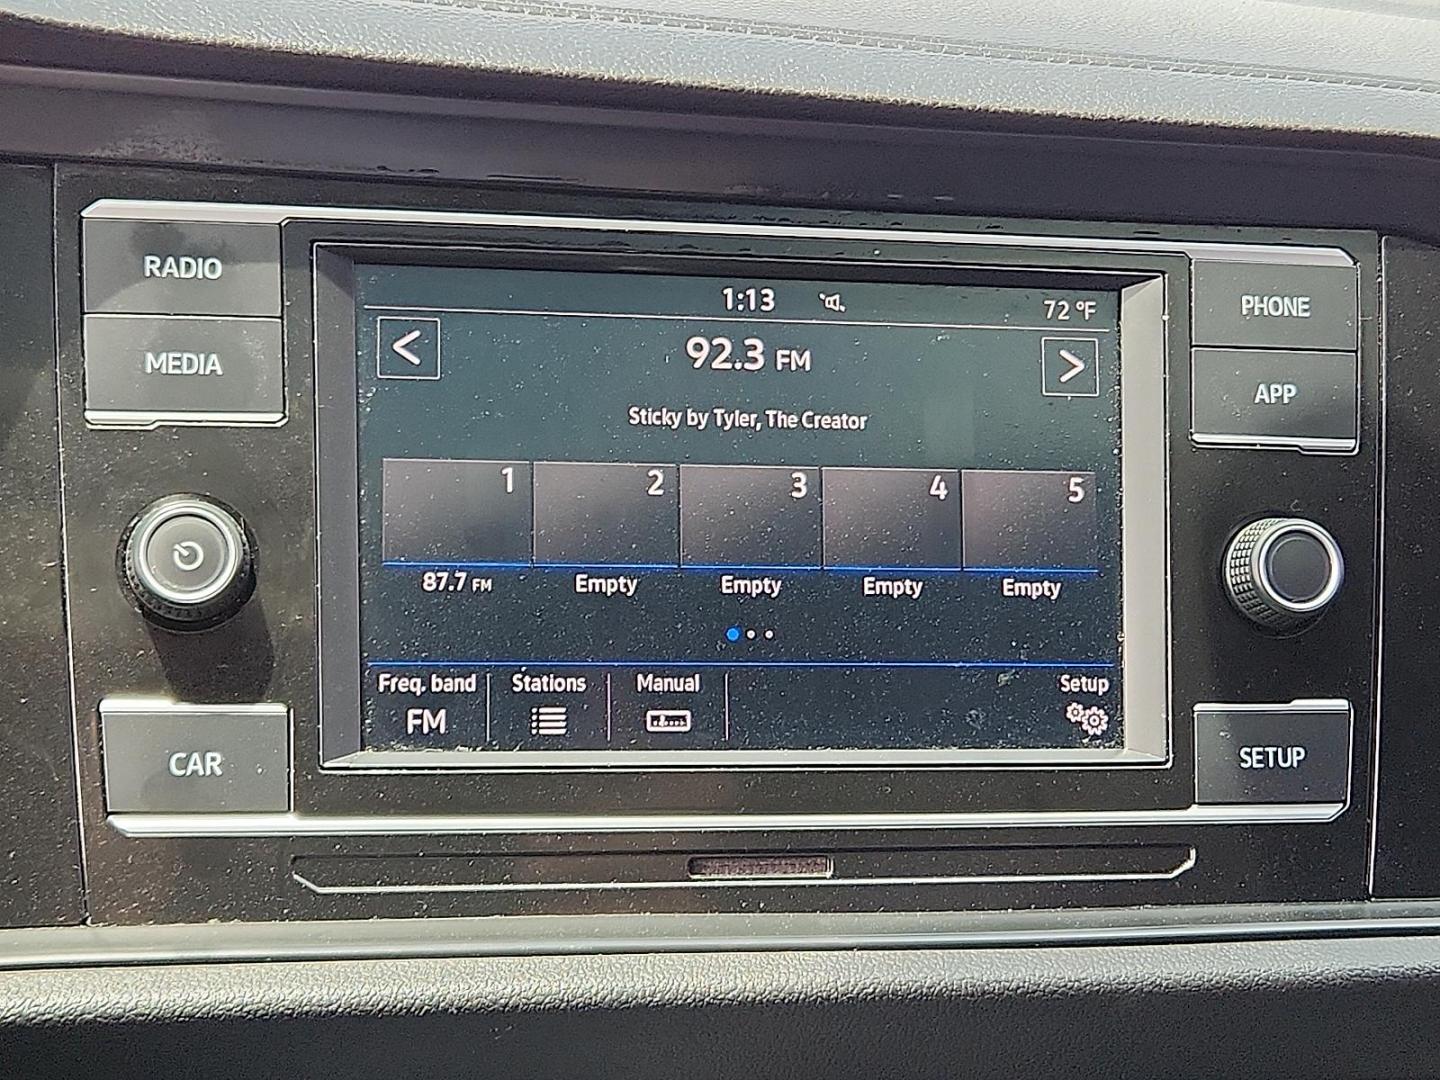 RADIO
MEDIA
CAR
1:13
72 °F
<
92.3 FM
>
Sticky by Tyler, The Creator
1 2 3 4 5
87.7 FM Empty Empty Empty Empty
Freq. band Stations Manual Setup
FM
PHONE
APP
SETUP